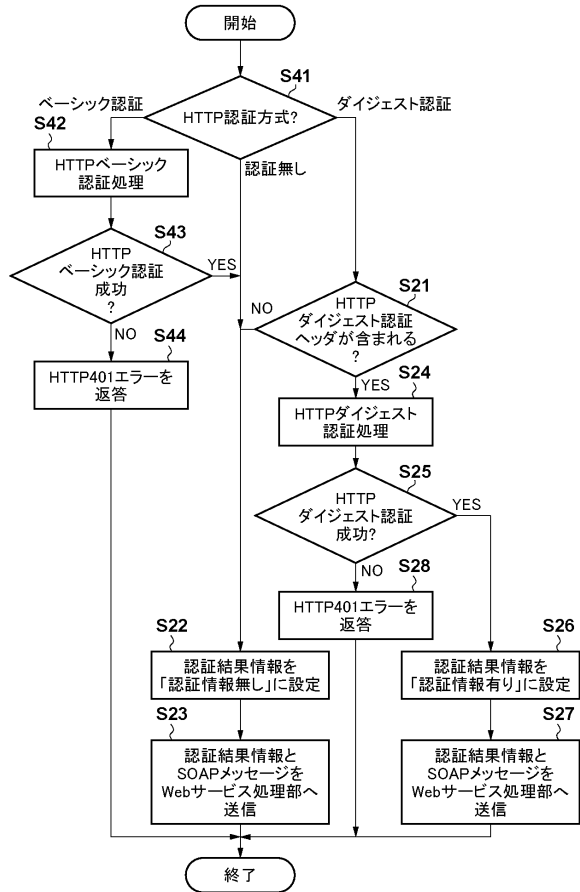 開始
S41
HTTP認証方式?
ベーシック認証
ダイジェスト認証
認証無し
S42
HTTPベーシック
認証処理
S43
HTTP
ベーシック認証
成功
?
YES
NO
S44
HTTP401エラーを
返答
S21
HTTP
ダイジェスト認証
ヘッダが含まれる
?
NO
YES
S24
HTTPダイジェスト
認証処理
S25
HTTP
ダイジェスト認証
成功?
YES
NO
S28
HTTP401エラーを
返答
S22
認証結果情報を
「認証情報無し」に設定
S26
認証結果情報を
「認証情報有り」に設定
S23
認証結果情報と
SOAPメッセージを
Webサービス処理部へ
送信
S27
認証結果情報と
SOAPメッセージを
Webサービス処理部へ
送信
終了